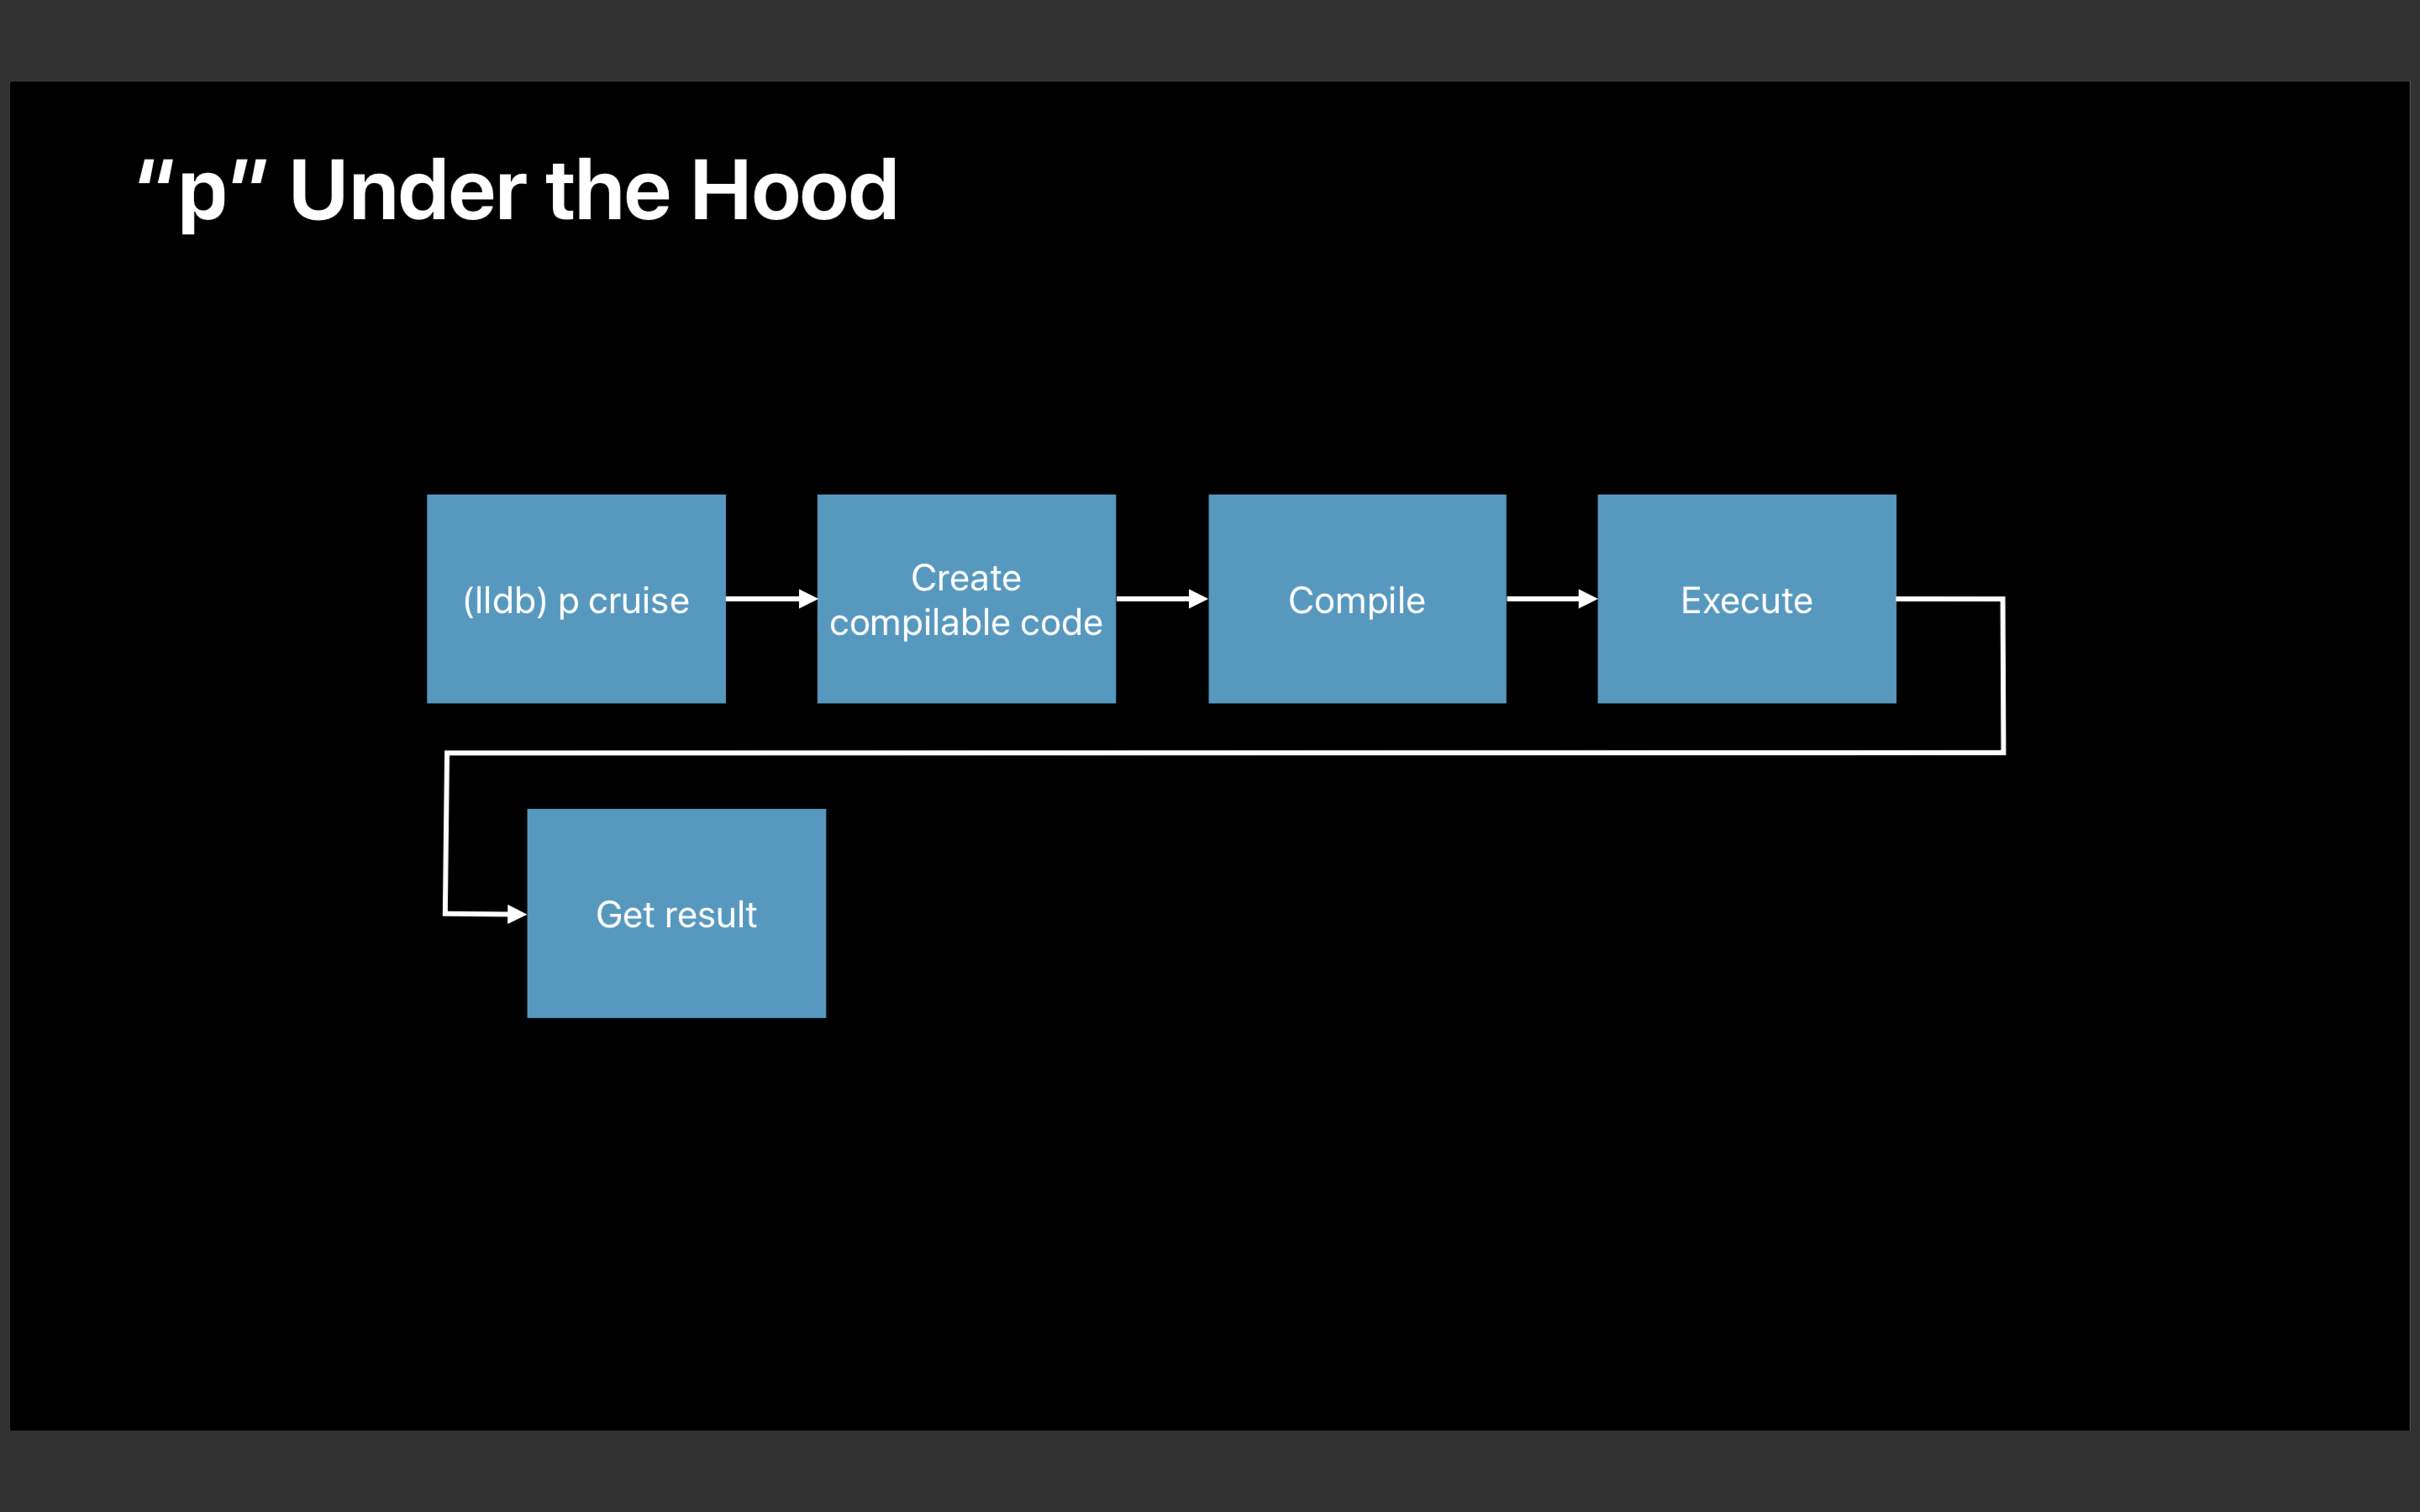 "p" Under the Hood
(lldb) p cruise
Create
compilable code
Compile
Execute
Get result